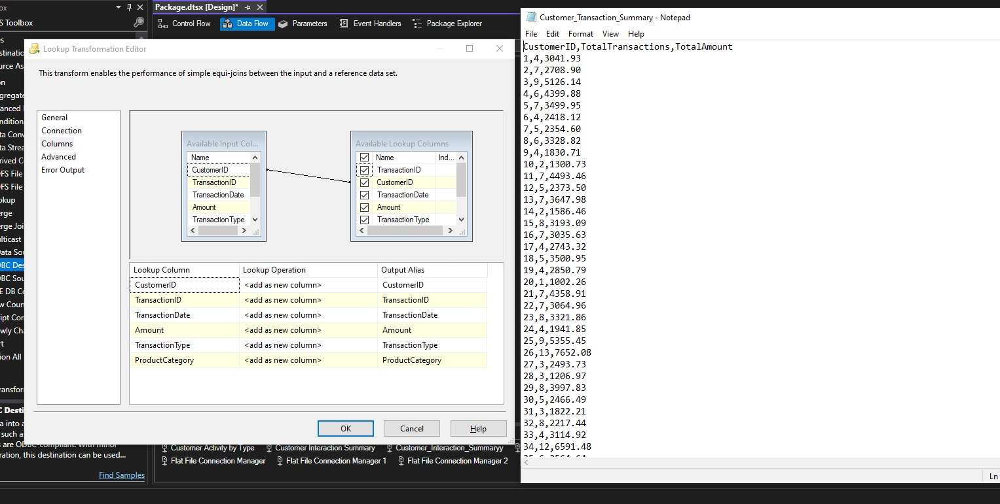 ox
S Toolbox
Package.dtsx [Design]*
Control Flow
Data Flow
Parameters
Event Handlers
Package Explorer
es
stinatio
urce As
on
gregate
anced
nditiona
ta Conv
ta Strea
rived Co
FS File
FS File
okup
erge
erge Joi
ulticast
Data Sou
DBC Des
DBC Sou
E DB Co
w Coun
ript Con
wly Cha
rt
ion All
ransfor
C Desti
a into a
such as
s are ODBC-compliant. With minor
ration, this destination can be used...
Find Samples
Lookup Transformation Editor
This transform enables the performance of simple equi-joins between the input and a reference data set.
General
Connection
Columns
Advanced
Error Output
Available Input Col...
Name
CustomerID
TransactionID
TransactionDate
Amount
TransactionType
Available Lookup Columns
Name Ind...
TransactionID
CustomerID
TransactionDate
Amount
TransactionType
Lookup Column Lookup Operation Output Alias
CustomerID <add as new column> CustomerID
TransactionID <add as new column> TransactionID
TransactionDate <add as new column> TransactionDate
Amount <add as new column> Amount
TransactionType <add as new column> TransactionType
ProductCategory <add as new column> ProductCategory
OK
Cancel
Help
Customer Activity by Type
Customer Interaction Summary
Customer_Interaction_Summaryy
Flat File Connection Manager
Flat File Connection Manager 1
Flat File Connection Manager 2
Customer_Transaction_Summary - Notepad
File Edit Format View Help
CustomerID,TotalTransactions,TotalAmount
1,4,3041.93
2,7,2708.90
3,9,5126.14
4,6,4399.88
5,7,3499.95
6,4,2418.12
7,5,2354.60
8,6,3328.82
9,4,1830.71
10,2,1300.73
11,7,4493.46
12,5,2373.50
13,7,3647.98
14,2,1586.46
15,8,3193.09
16,7,3035.63
17,4,2743.32
18,5,3500.95
19,4,2850.79
20,1,1002.26
21,7,4358.91
22,7,3064.96
23,8,3321.86
24,4,1941.85
25,9,5355.45
26,13,7652.08
27,3,2493.73
28,3,1206.97
29,8,3997.83
30,5,2466.49
31,3,1822.21
32,8,2217.44
33,4,3114.92
34,12,6591.48
Ln